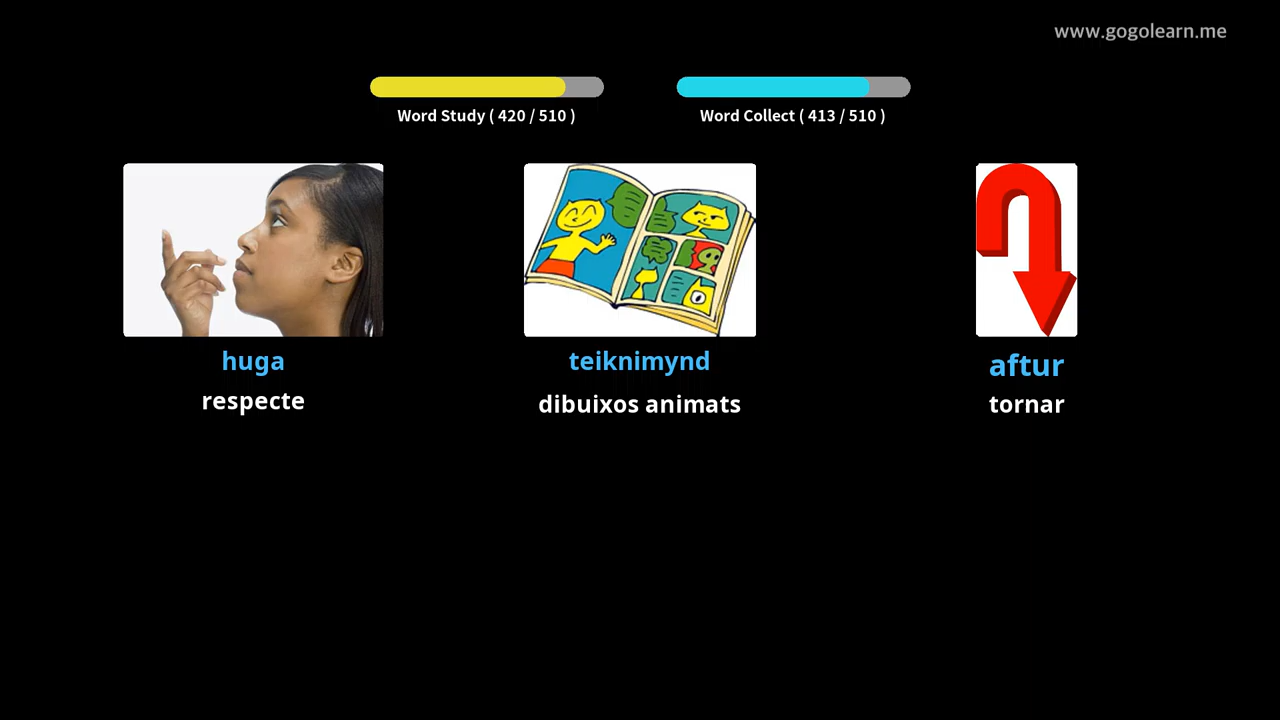 www.gogolearn.me
Word Study ( 420 / 510 )
Word Collect ( 413 / 510 )
huga
respecte
teiknimynd
dibuixos animats
aftur
tornar